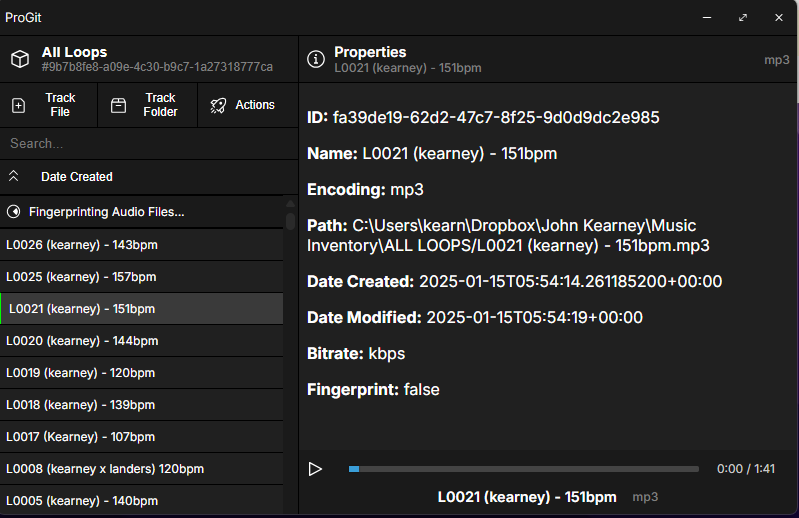 ProGit
All Loops
#9b7b8fe8-a09e-4c30-b9c7-1a27318777ca
Track
File
Track
Folder
Actions
Search...
Date Created
Fingerprinting Audio Files...
L0026 (kearney) - 143bpm
L0025 (kearney) - 157bpm
L0021 (kearney) - 151bpm
L0020 (kearney) - 144bpm
L0019 (kearney) - 120bpm
L0018 (kearney) - 139bpm
L0017 (Kearney) - 107bpm
L0008 (kearney x landers) 120bpm
L0005 (kearney) - 140bpm
Properties
L0021 (kearney) - 151bpm
mp3
ID: fa39de19-62d2-47c7-8f25-9d0d9dc2e985
Name: L0021 (kearney) - 151bpm
Encoding: mp3
Path: C:\Users\kearn\Dropbox\John Kearney\Music
Inventory\ALL LOOPS/L0021 (kearney) - 151bpm.mp3
Date Created: 2025-01-15T05:54:14.261185200+00:00
Date Modified: 2025-01-15T05:54:19+00:00
Bitrate: kbps
Fingerprint: false
0:00 / 1:41
L0021 (kearney) - 151bpm mp3